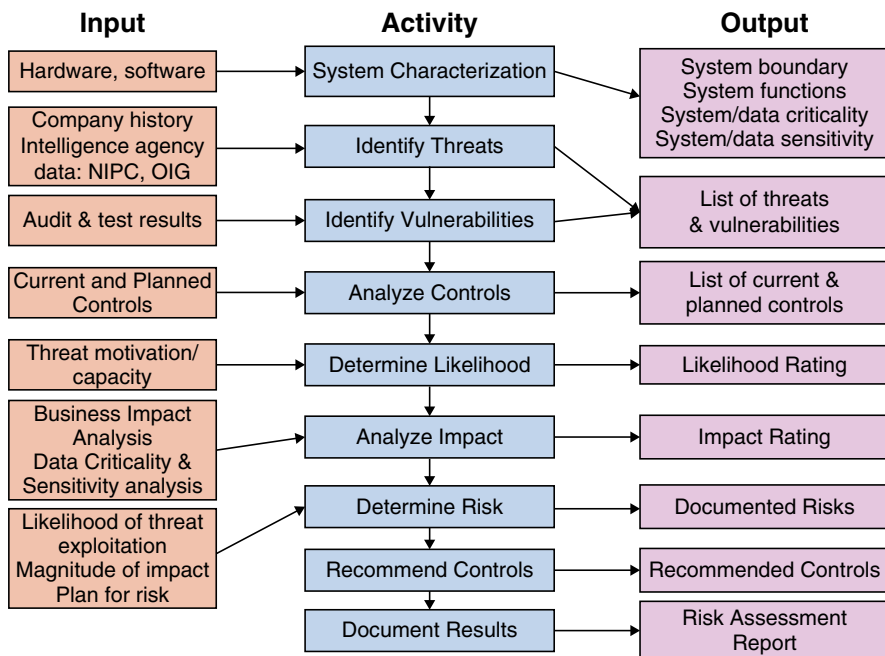 Input
Activity
Output
Hardware, software
System Characterization
System boundary
System functions
System/data criticality
System/data sensitivity
Company history
Intelligence agency
data: NIPC, OIG
Identify Threats
List of threats
& vulnerabilities
Audit & test results
Identify Vulnerabilities
Current and Planned
Controls
Analyze Controls
List of current &
planned controls
Threat motivation/
capacity
Determine Likelihood
Likelihood Rating
Business Impact
Analysis
Data Criticality &
Sensitivity analysis
Analyze Impact
Impact Rating
Likelihood of threat
exploitation
Magnitude of impact
Plan for risk
Determine Risk
Documented Risks
Recommend Controls
Recommended Controls
Document Results
Risk Assessment
Report